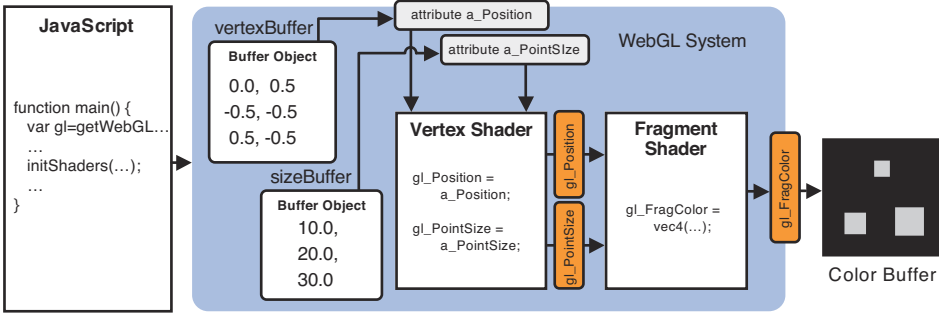 JavaScript
function main() {
var gl=getWebGL…
…
initShaders(…);
…
}
WebGL System
vertexBuffer
Buffer Object
0.0, 0.5
-0.5, -0.5
0.5, -0.5
sizeBuffer
Buffer Object
10.0,
20.0,
30.0
attribute a_Position
attribute a_PointSIze
Vertex Shader
gl_Position =
a_Position;
gl_PointSize =
a_PointSize;
gl_Position
gl_PointSize
Fragment
Shader
gl_FragColor =
vec4(…);
gl_FragColor
Color Buffer